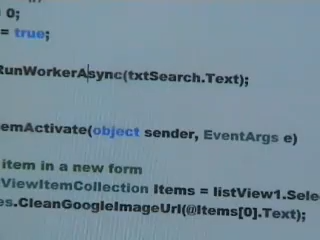 = 0;
= true;
RunWorkerAsync(txtSearch.Text);
emActivate(object sender, EventArgs e)
item in a new form
ViewItemCollection Items = listView1.Sele
es.CleanGoogleImageUrl(@Items[0].Text);